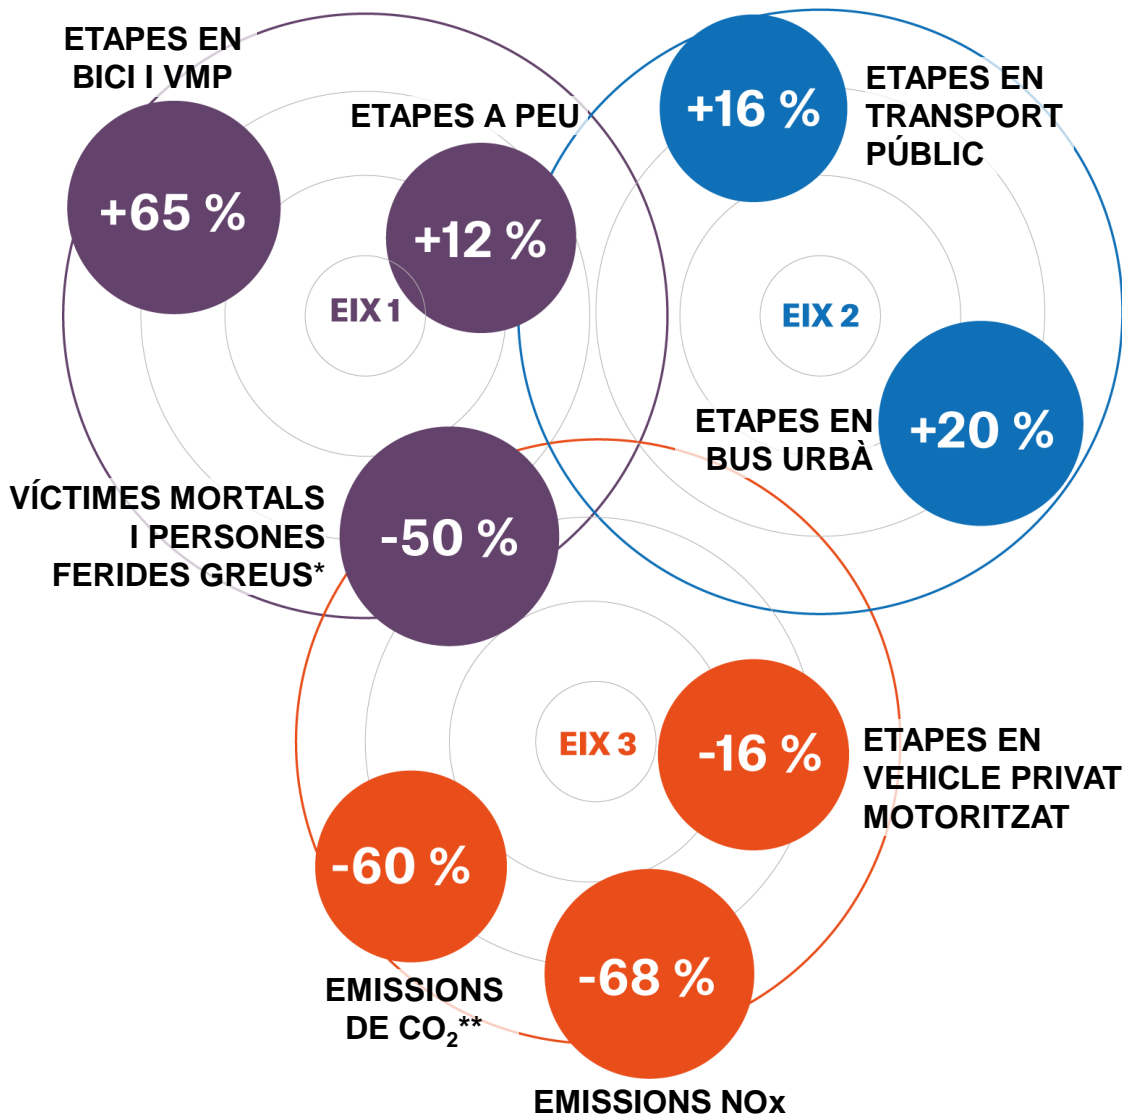 ETAPES EN
BICI I VMP
+65 %
ETAPES A PEU
+12 %
EIX 1
VÍCTIMES MORTALS
I PERSONES
FERIDES GREUS*
-50 %
+16 %
ETAPES EN
TRANSPORT
PÚBLIC
EIX 2
ETAPES EN
BUS URBÀ
+20 %
EIX 3
-16 %
ETAPES EN
VEHICLE PRIVAT
MOTORITZAT
-60 %
EMISSIONS
DE CO₂**
-68 %
EMISSIONS NOx